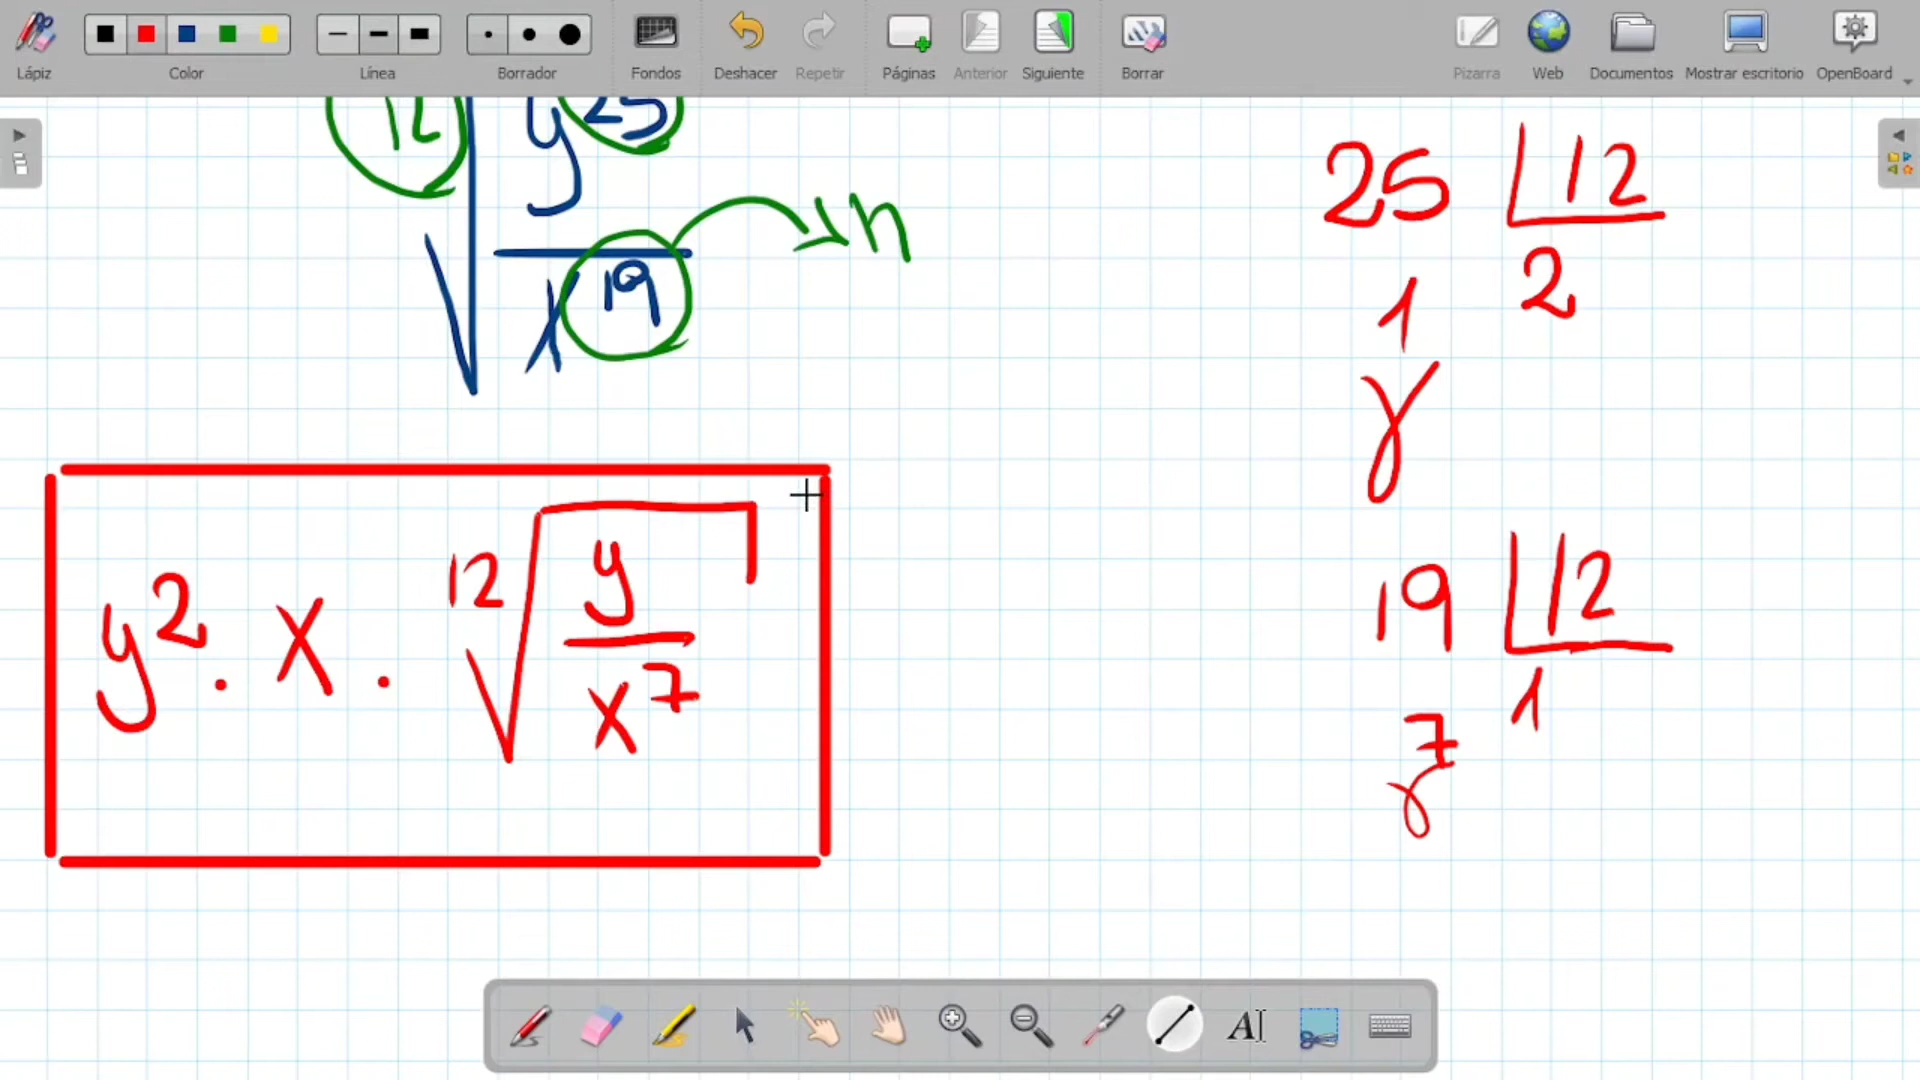 Lápiz Color Línea Borrador Fondos Deshacer Repetir Páginas Anterior Siguiente Borrar Pizarra Web Documentos Mostrar escritorio OpenBoard
12 √ y^25
x^19
→ n
25 | 12
1 2
r
y² . x . ¹²√ y
x⁷
19 | 12
7 1
r
A